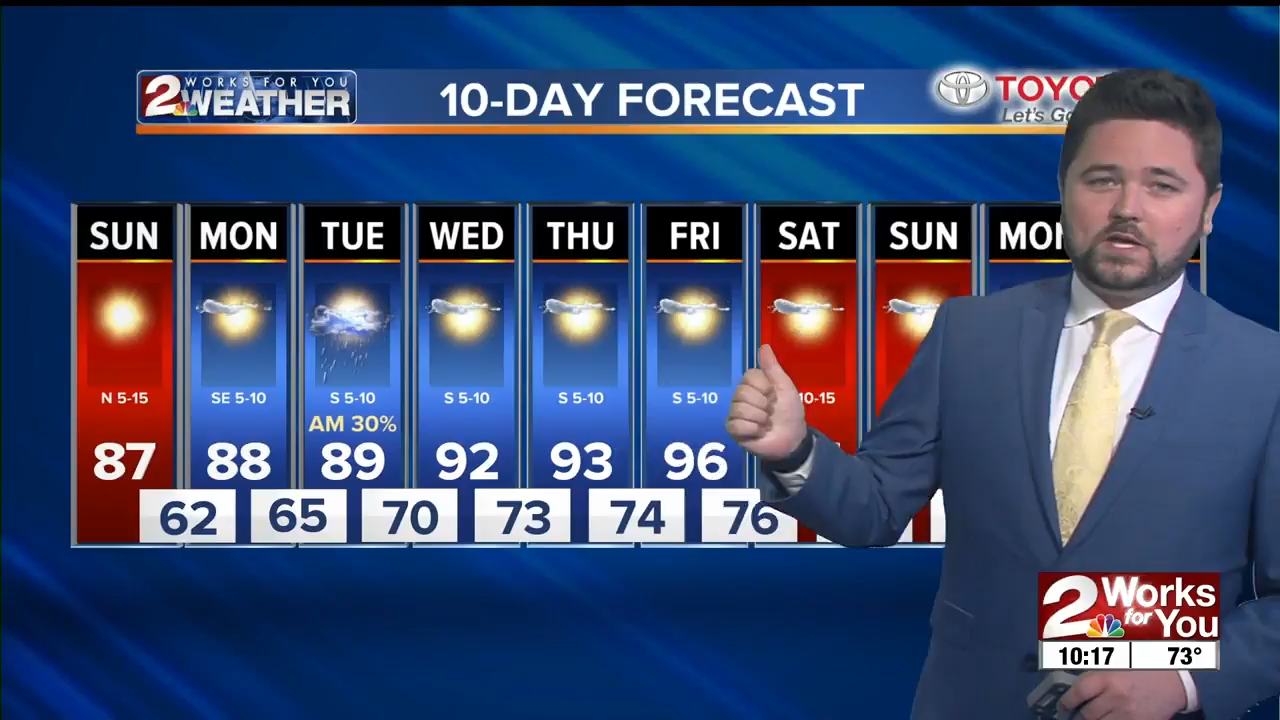 WORKS FOR YOU
2 WEATHER
10-DAY FORECAST
TOYO
Let's Go
SUN MON TUE WED THU FRI SAT SUN MON
N 5-15 SE 5-10 S 5-10 S 5-10 S 5-10 S 5-10 10-15
AM 30%
87 88 89 92 93 96
62 65 70 73 74 76
2 Works for You
10:17 73°